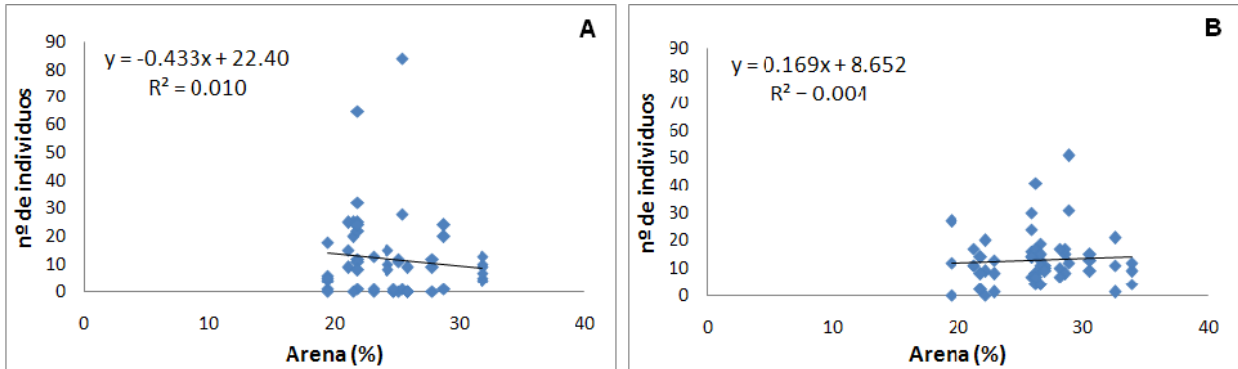 A
y = -0.433x + 22.40
R² = 0.010
nº de individuos
90
80
70
60
50
40
30
20
10
0
0 10 20 30 40
Arena (%)
B
y = 0.169x + 8.652
R² = 0.004
nº de individuos
90
80
70
60
50
40
30
20
10
0
0 10 20 30 40
Arena (%)